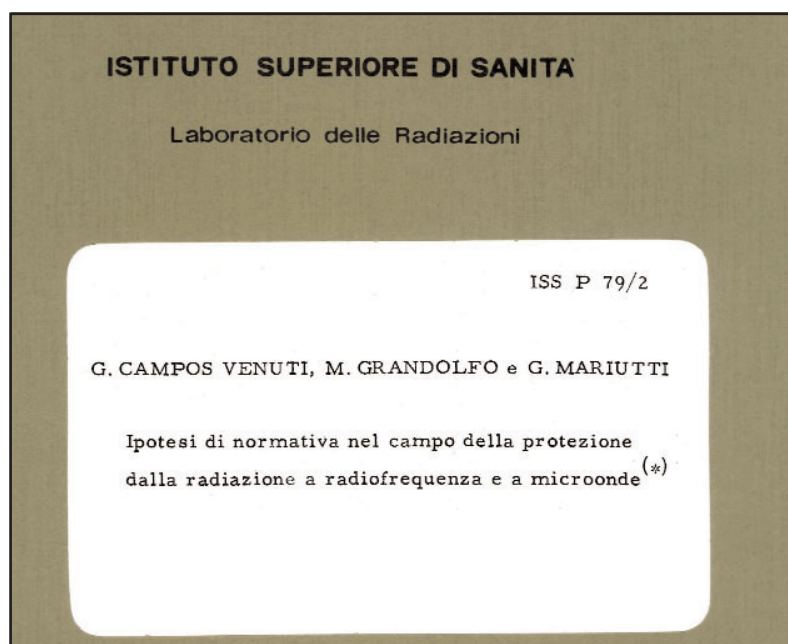 ISTITUTO SUPERIORE DI SANITA'
Laboratorio delle Radiazioni
ISS P 79/2
G. CAMPOS VENUTI, M. GRANDOLFO e G. MARIUTTI
Ipotesi di normativa nel campo della protezione
dalla radiazione a radiofrequenza e a microonde(*)